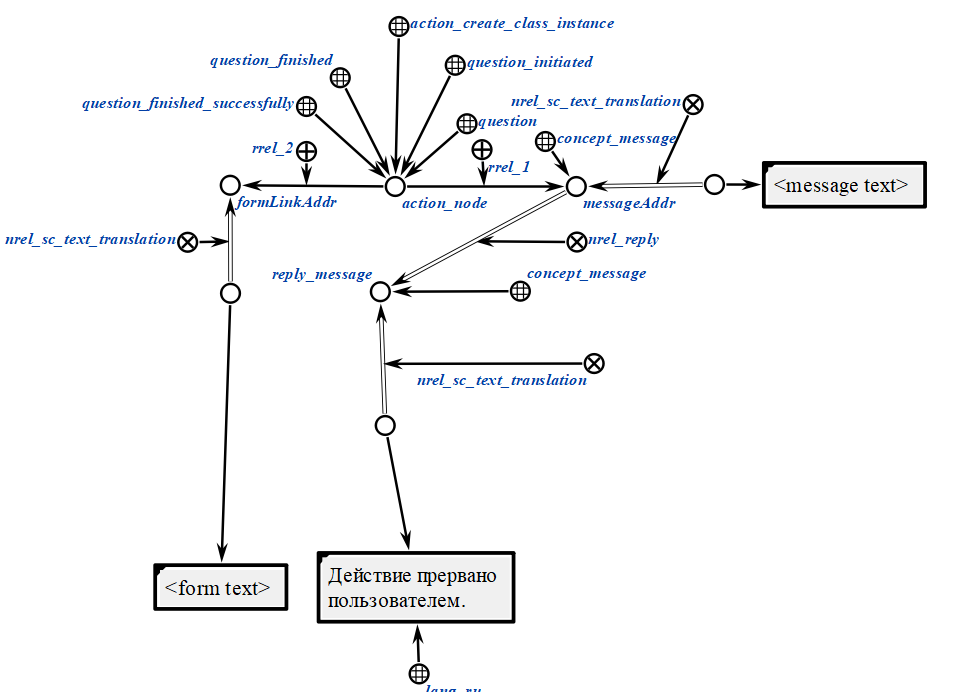 action_create_class_instance
question_finished
question_initiated
question_finished_successfully
nrel_sc_text_translation
question
concept_message
rrel_2
rrel_1
<message text>
formLinkAddr
action_node
messageAddr
nrel_sc_text_translation
nrel_reply
reply_message
concept_message
nrel_sc_text_translation
<form text>
Действие прервано
пользователем.
lang_ru